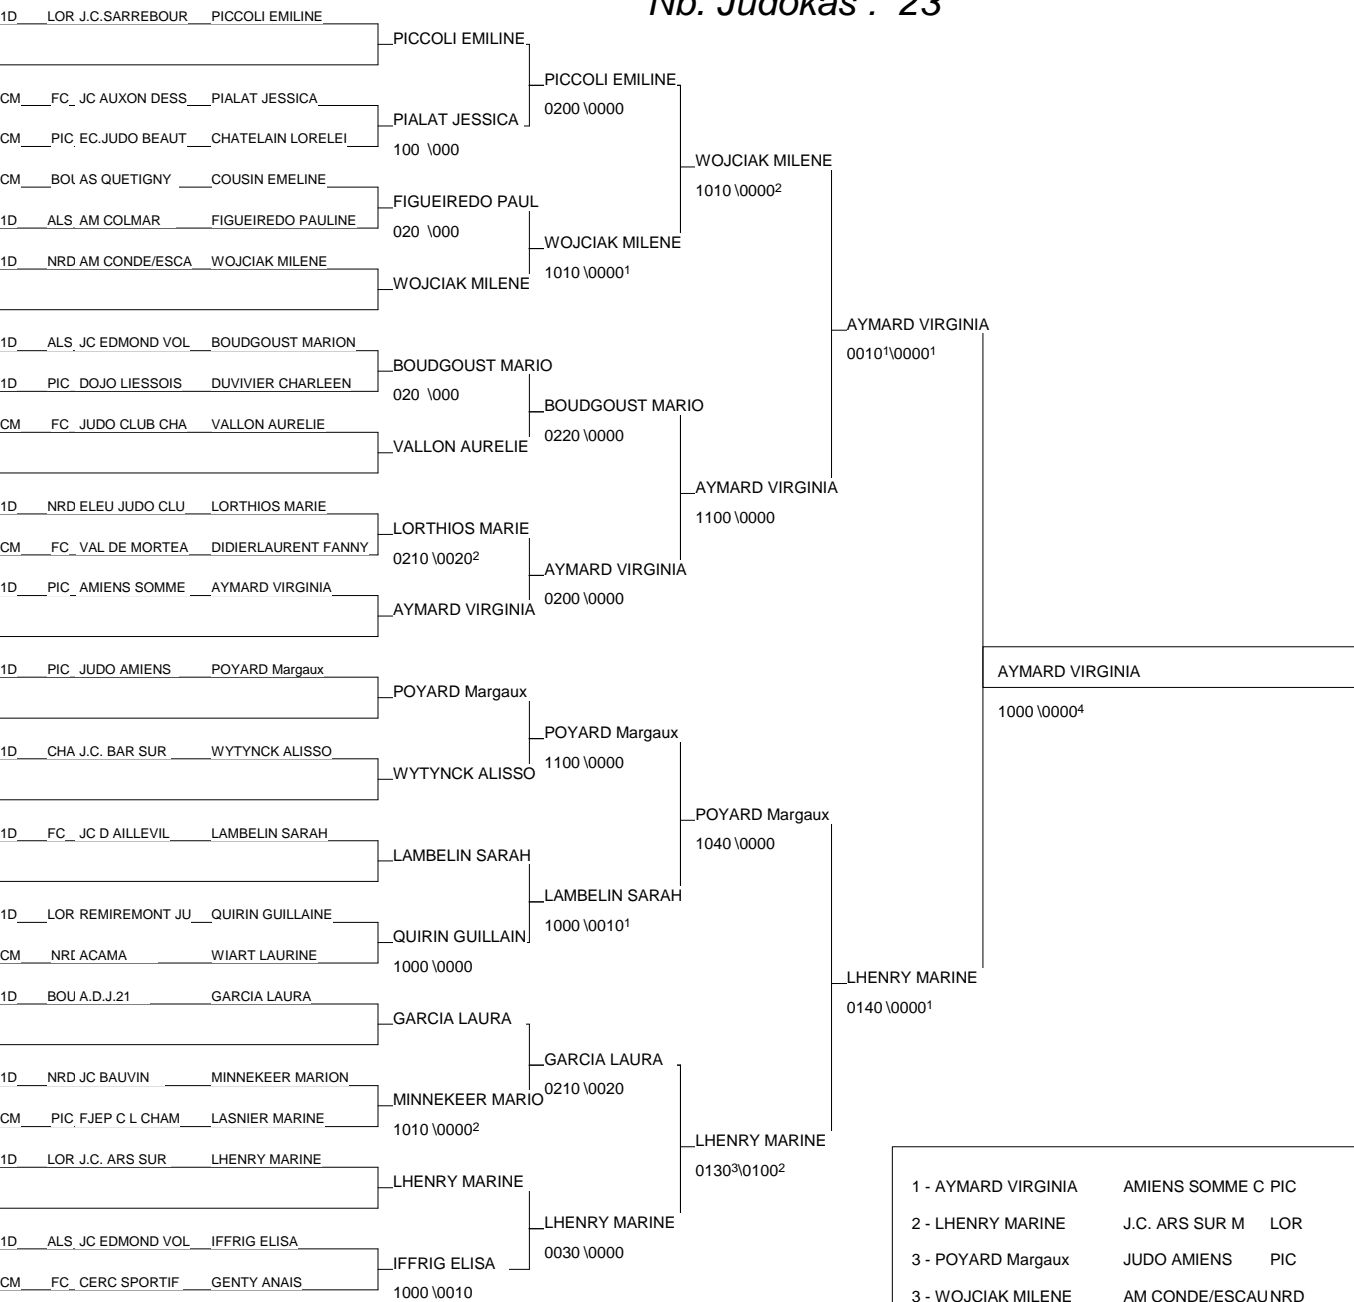 Nb. Judokas : 23
1D LOR J.C.SARREBOUR PICCOLI EMILINE
PICCOLI EMILINE
PICCOLI EMILINE
0200 \0000
CM FC JC AUXON DESS PIALAT JESSICA
PIALAT JESSICA
100 \000
CM PIC EC.JUDO BEAUT CHATELAIN LORELEI
WOJCIAK MILENE
1010 \0000²
CM BOU AS QUETIGNY COUSIN EMELINE
FIGUEIREDO PAUL
020 \000
1D ALS AM COLMAR FIGUEIREDO PAULINE
WOJCIAK MILENE
1010 \0000¹
1D NRD AM CONDE/ESCA WOJCIAK MILENE
WOJCIAK MILENE
AYMARD VIRGINIA
0010¹\0000¹
1D ALS JC EDMOND VOL BOUDGOUST MARION
BOUDGOUST MARIO
020 \000
1D PIC DOJO LIESSOIS DUVIVIER CHARLEEN
BOUDGOUST MARIO
0220 \0000
CM FC JUDO CLUB CHA VALLON AURELIE
VALLON AURELIE
AYMARD VIRGINIA
1100 \0000
1D NRD ELEU JUDO CLU LORTHIOS MARIE
LORTHIOS MARIE
0210 \0020²
CM FC VAL DE MORTEA DIDIERLAURENT FANNY
AYMARD VIRGINIA
0200 \0000
1D PIC AMIENS SOMME AYMARD VIRGINIA
AYMARD VIRGINIA
AYMARD VIRGINIA
1000 \0000⁴
1D PIC JUDO AMIENS POYARD Margaux
POYARD Margaux
POYARD Margaux
1100 \0000
1D CHA J.C. BAR SUR WYTYNCK ALISSO
WYTYNCK ALISSO
POYARD Margaux
1040 \0000
1D FC JC D AILLEVIL LAMBELIN SARAH
LAMBELIN SARAH
LAMBELIN SARAH
1000 \0010¹
1D LOR REMIREMONT JU QUIRIN GUILLAINE
QUIRIN GUILLAIN
1000 \0000
CM NRD ACAMA WIART LAURINE
LHENRY MARINE
0140 \0000¹
1D BOU A.D.J.21 GARCIA LAURA
GARCIA LAURA
GARCIA LAURA
0210 \0020
1D NRD JC BAUVIN MINNEKEER MARION
MINNEKEER MARIO
1010 \0000²
CM PIC FJEP C L CHAM LASNIER MARINE
LHENRY MARINE
0130³\0100²
1D LOR J.C. ARS SUR LHENRY MARINE
LHENRY MARINE
LHENRY MARINE
0030 \0000
1D ALS JC EDMOND VOL IFFRIG ELISA
IFFRIG ELISA
1000 \0010
CM FC CERC SPORTIF GENTY ANAIS
1 - AYMARD VIRGINIA AMIENS SOMME C PIC
2 - LHENRY MARINE J.C. ARS SUR M LOR
3 - POYARD Margaux JUDO AMIENS PIC
3 - WOJCIAK MILENE AM CONDE/ESCAU NRD